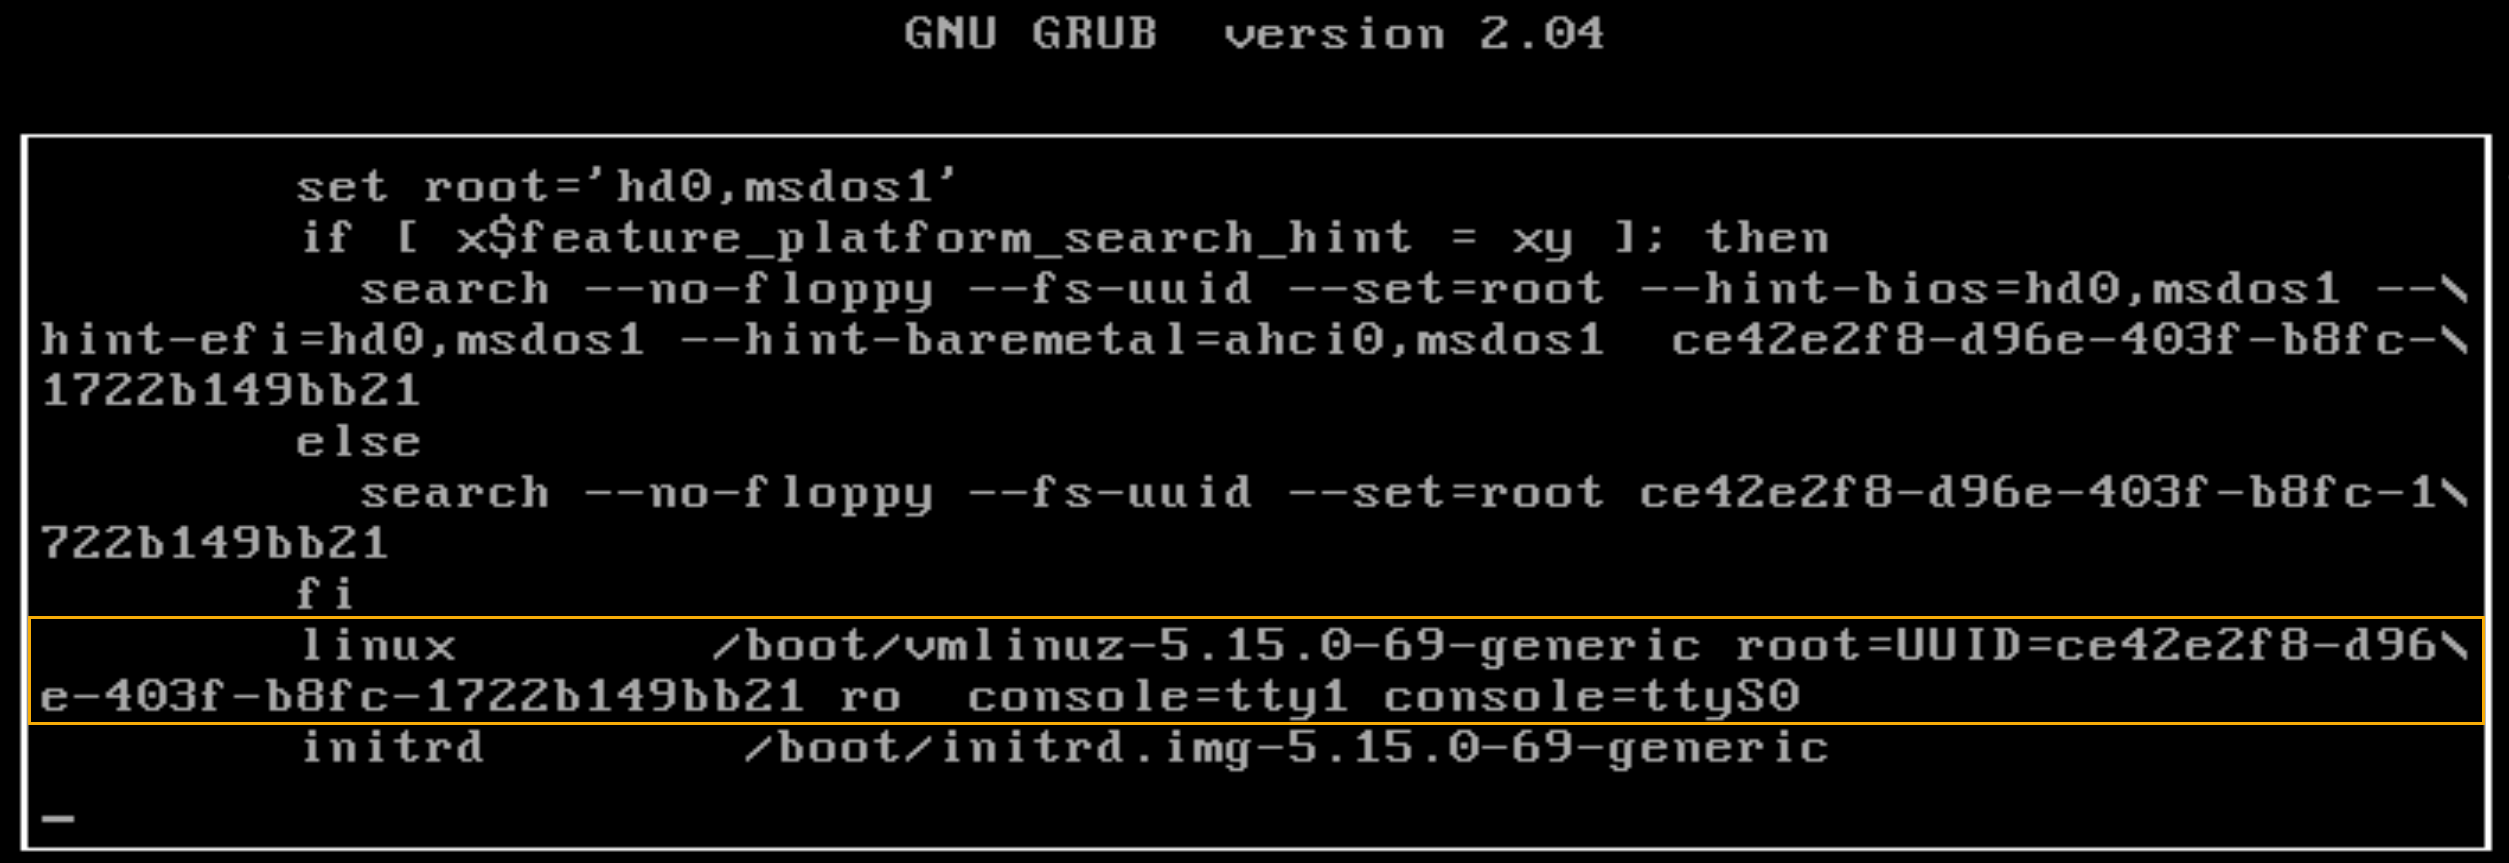 GNU GRUB  version 2.04
set root='hd0,msdos1'
if [ x$feature_platform_search_hint = xy ]; then
search --no-floppy --fs-uuid --set=root --hint-bios=hd0,msdos1 --\
hint-efi=hd0,msdos1 --hint-baremetal=ahci0,msdos1  ce42e2f8-d96e-403f-b8fc-\
1722b149bb21
else
search --no-floppy --fs-uuid --set=root ce42e2f8-d96e-403f-b8fc-1\
722b149bb21
fi
linux        /boot/vmlinuz-5.15.0-69-generic root=UUID=ce42e2f8-d96\
e-403f-b8fc-1722b149bb21 ro  console=tty1 console=ttyS0
initrd        /boot/initrd.img-5.15.0-69-generic